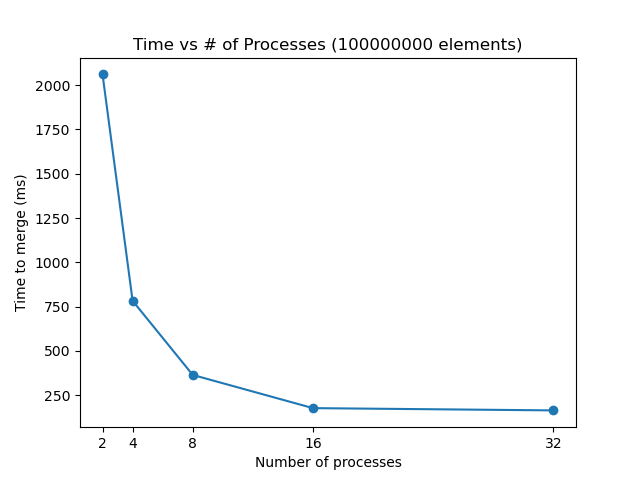 Time vs # of Processes (100000000 elements)
Time to merge (ms)
2000
1750
1500
1250
1000
750
500
250
2 4 8 16 32
Number of processes